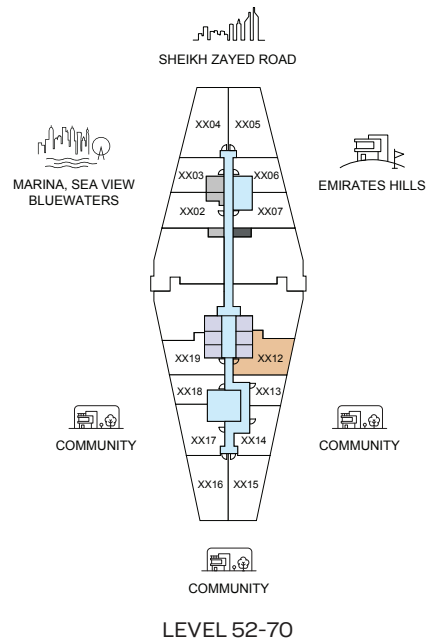 SHEIKH ZAYED ROAD
XX04 XX05
MARINA, SEA VIEW
BLUEWATERS
XX03 XX06
EMIRATES HILLS
XX02 XX07
XX19 XX12
XX18 XX13
COMMUNITY
XX17 XX14
COMMUNITY
XX16 XX15
COMMUNITY
LEVEL 52-70